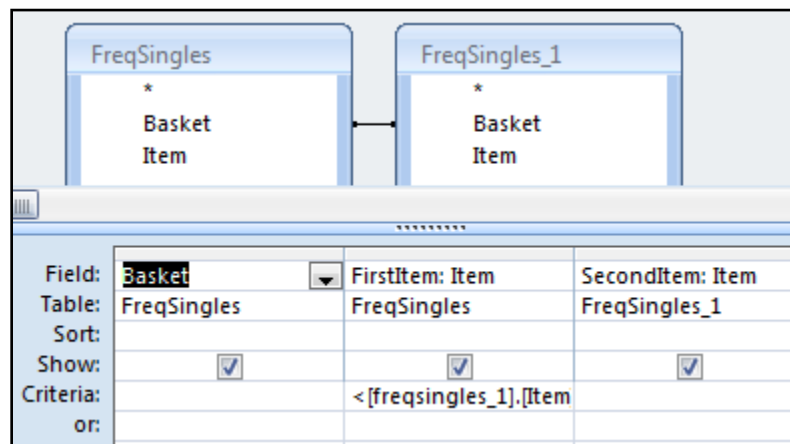 FreqSingles FreqSingles_1
* *
Basket Basket
Item Item
Field: Basket FirstItem: Item SecondItem: Item
Table: FreqSingles FreqSingles FreqSingles_1
Sort:
Show:
Criteria: <[freqsingles_1].[Item
or: